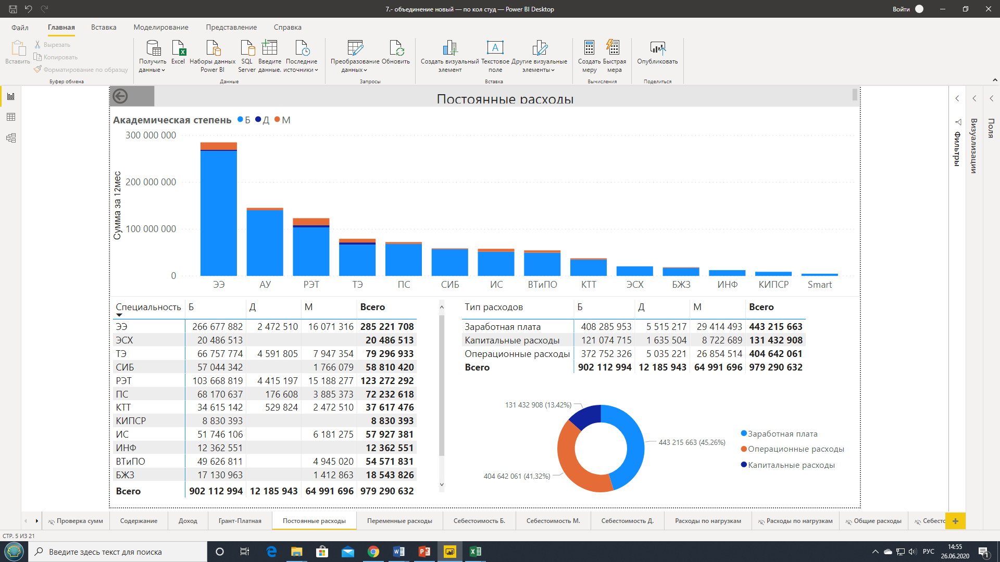 7.- объединение новый — по кол студ — Power BI Desktop
Войти
Файл Главная Вставка Моделирование Представление Справка
Вставить
Вырезать
Копировать
Форматирование по образцу
Буфер обмена
Получить данные
Excel
Наборы данных Power BI
SQL Server
Введите данные.
Последние источники
Данные
Преобразование данных
Обновить
Запросы
Создать визуальный элемент
Текстовое поле
Другие визуальные элементы
Вставка
Создать меру
Быстрая мера
Вычисления
Опубликовать
Поделиться
Постоянные расходы
Академическая степень Б Д М
Сумма за 12мес
300 000 000
200 000 000
100 000 000
0
ЭЭ АУ РЭТ ТЭ ПС СИБ ИС ВТиПО КТТ ЭСХ БЖЗ ИНФ КИПСР Smart
Специальность Б Д М Всего
ЭЭ 266 677 882 2 472 510 16 071 316 285 221 708
ЭСХ 20 486 513 20 486 513
ТЭ 66 757 774 4 591 805 7 947 354 79 296 933
СИБ 57 044 342 1 766 079 58 810 420
РЭТ 103 668 819 4 415 197 15 188 277 123 272 292
ПС 68 170 637 176 608 3 885 373 72 232 618
КТТ 34 615 142 529 824 2 472 510 37 617 476
КИПСР 8 830 393 8 830 393
ИС 51 746 106 6 181 275 57 927 381
ИНФ 12 362 551 12 362 551
ВТиПО 49 626 811 4 945 020 54 571 831
БЖЗ 17 130 963 1 412 863 18 543 826
Всего 902 112 994 12 185 943 64 991 696 979 290 632
Тип расходов Б Д М Всего
Заработная плата 408 285 953 5 515 217 29 414 493 443 215 663
Капитальные расходы 121 074 715 1 635 504 8 722 689 131 432 908
Операционные расходы 372 752 326 5 035 221 26 854 514 404 642 061
Всего 902 112 994 12 185 943 64 991 696 979 290 632
131 432 908 (13,42%)
443 215 663 (45,26%)
404 642 061 (41,32%)
Заработная плата
Операционные расходы
Капитальные расходы
Фильтры
Визуализации
Поля
Проверка сумм Содержание Доход Грант-Платная Постоянные расходы Переменные расходы Себестоимость Б. Себестоимость М. Себестоимость Д. Расходы по нагрузкам Расходы по нагрузкам Общие расходы Себесто
СТР. 5 ИЗ 21
Введите здесь текст для поиска
РУС
14:55
26.06.2020
1